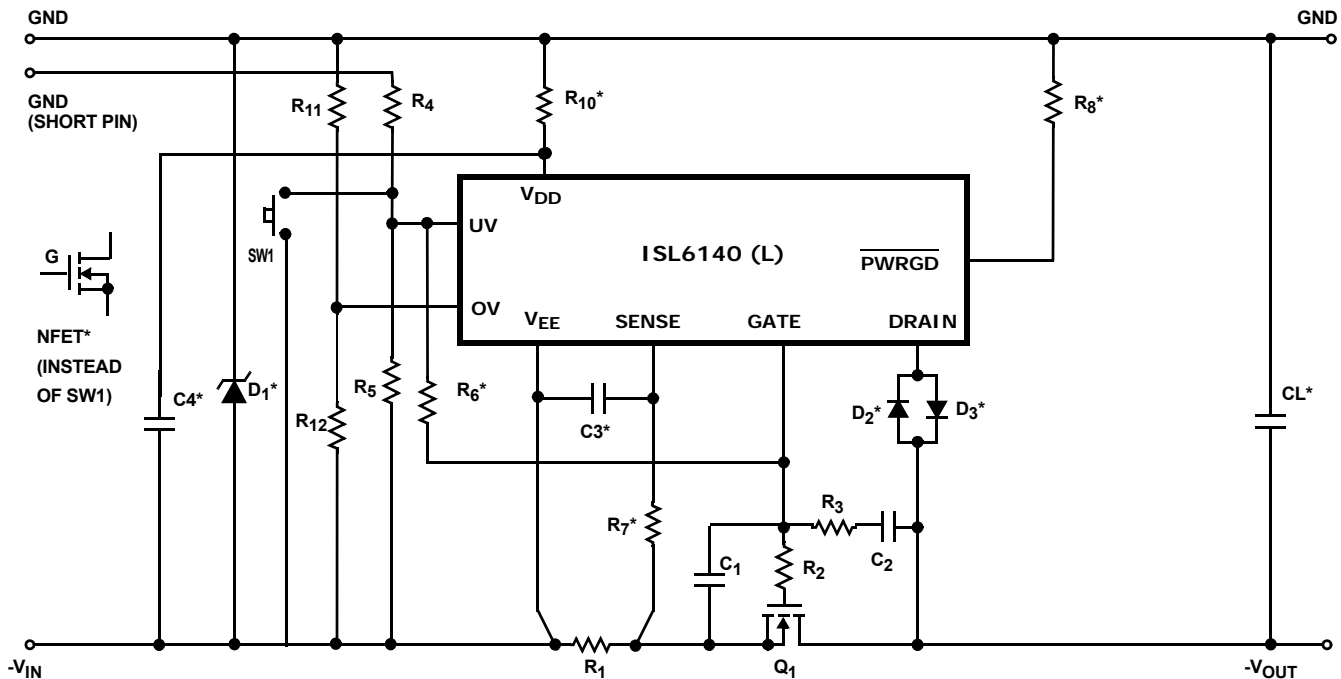 GND
GND
GND
(SHORT PIN)
R11
R4
R10*
R8*
VDD
UV
ISL6140 (L)
PWRGD
G
SW1
OV
VEE
SENSE
GATE
DRAIN
NFET*
(INSTEAD
OF SW1)
C4*
D1*
R5
R6*
D2*
D3*
CL*
R12
C3*
R7*
R3
C1
R2
C2
-VIN
R1
Q1
-VOUT